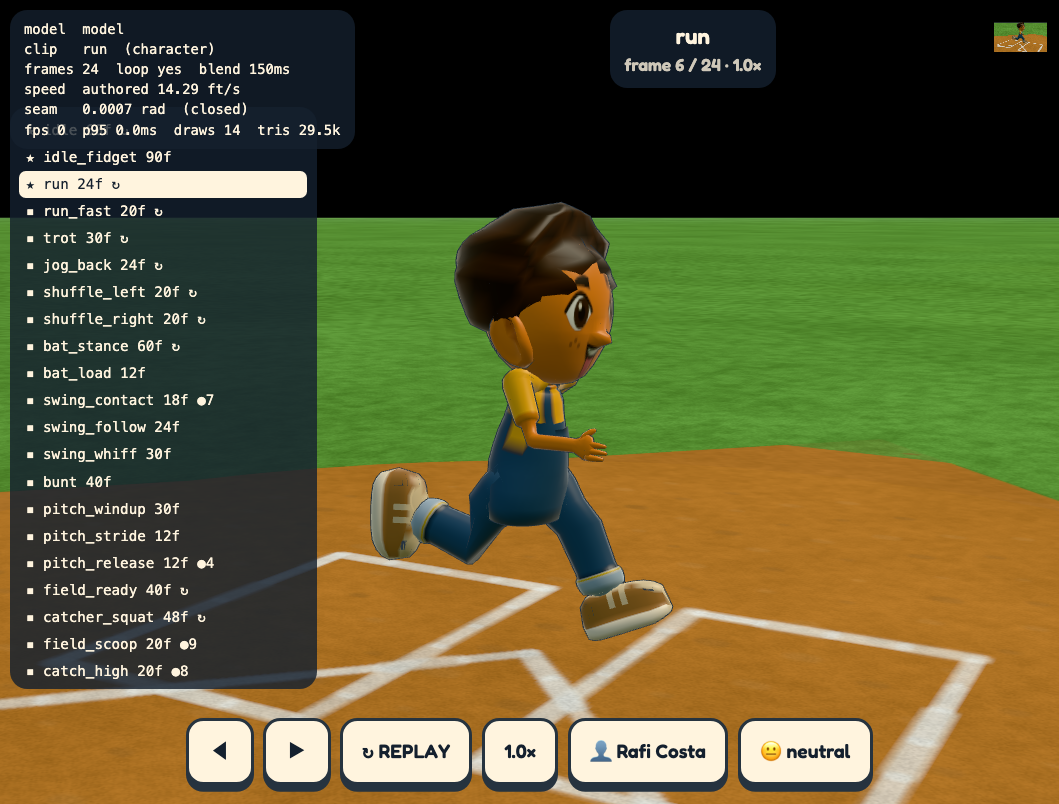 model model
clip run (character)
frames 24 loop yes blend 150ms
speed authored 14.29 ft/s
seam 0.0007 rad (closed)
fps 0 p95 0.0ms draws 14 tris 29.5k
★ idle_fidget 90f
★ run 24f ↻
▪ run_fast 20f ↻
▪ trot 30f ↻
▪ jog_back 24f ↻
▪ shuffle_left 20f ↻
▪ shuffle_right 20f ↻
▪ bat_stance 60f ↻
▪ bat_load 12f
▪ swing_contact 18f ●7
▪ swing_follow 24f
▪ swing_whiff 30f
▪ bunt 40f
▪ pitch_windup 30f
▪ pitch_stride 12f
▪ pitch_release 12f ●4
▪ field_ready 40f ↻
▪ catcher_squat 48f ↻
▪ field_scoop 20f ●9
▪ catch_high 20f ●8
run
frame 6 / 24 · 1.0×
◀ ▶ ↻ REPLAY 1.0× 👤 Rafi Costa 😐 neutral